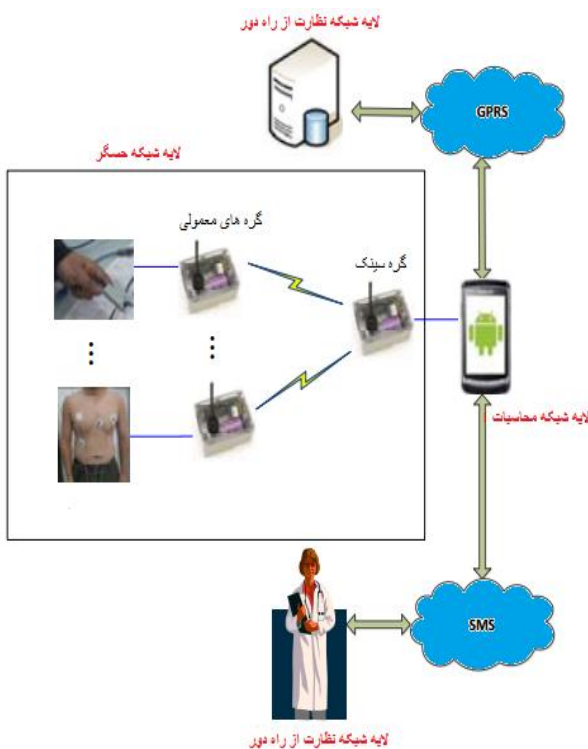 لایه شبکه نظارت از راه دور
GPRS
لایه شبکه حسگر
گره های معمولی
گره سینک
لایه شبکه محاسبات
SMS
لایه شبکه نظارت از راه دور